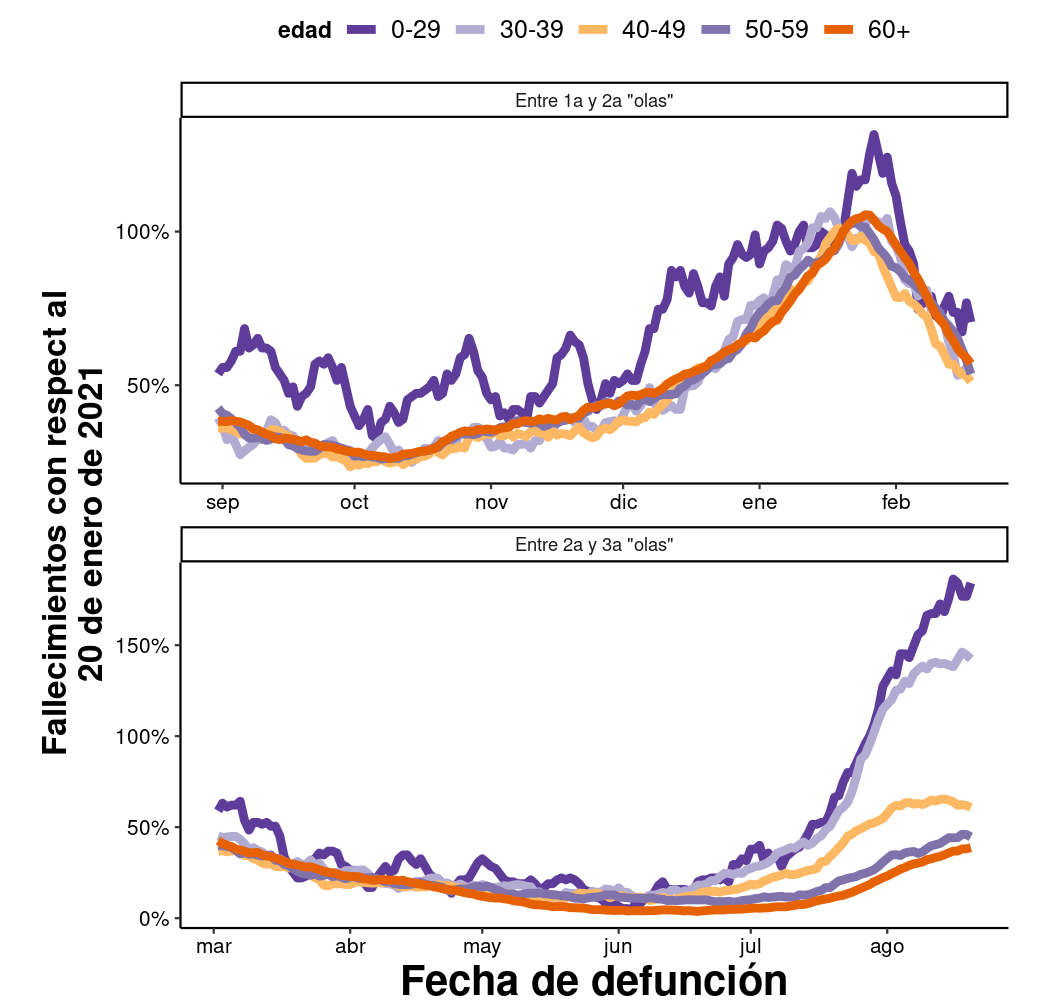 edad 0-29 30-39 40-49 50-59 60+
Entre 1a y 2a "olas"
100%
50%
sep oct nov dic ene feb
Fallecimientos con respect al
20 de enero de 2021
Entre 2a y 3a "olas"
150%
100%
50%
0%
mar abr may jun jul ago
Fecha de defunción